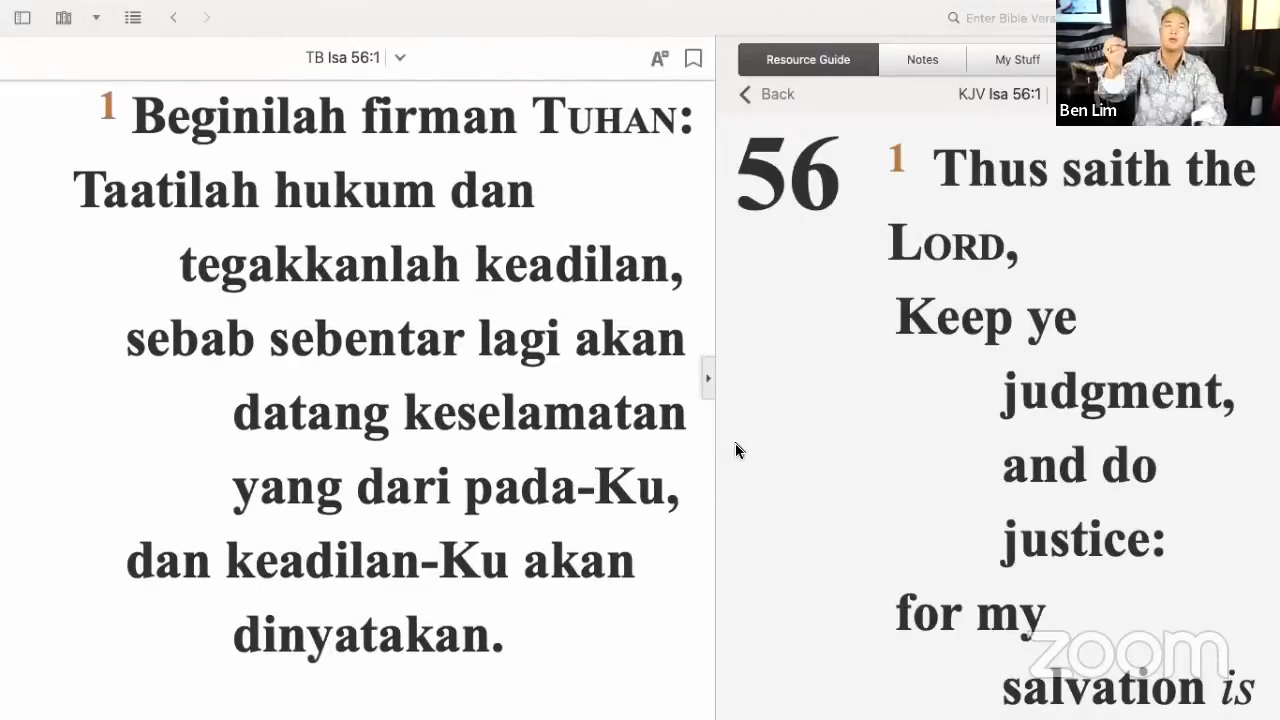 TB Isa 56:1
1 Beginilah firman TUHAN:
Taatilah hukum dan
tegakkanlah keadilan,
sebab sebentar lagi akan
datang keselamatan
yang dari pada-Ku,
dan keadilan-Ku akan
dinyatakan.
Enter Bible Vers
Resource Guide
Notes
My Stuff
Back
KJV Isa 56:1
56
1 Thus saith the
LORD,
Keep ye
judgment,
and do
justice:
for my
salvation is
Ben Lim
zoom